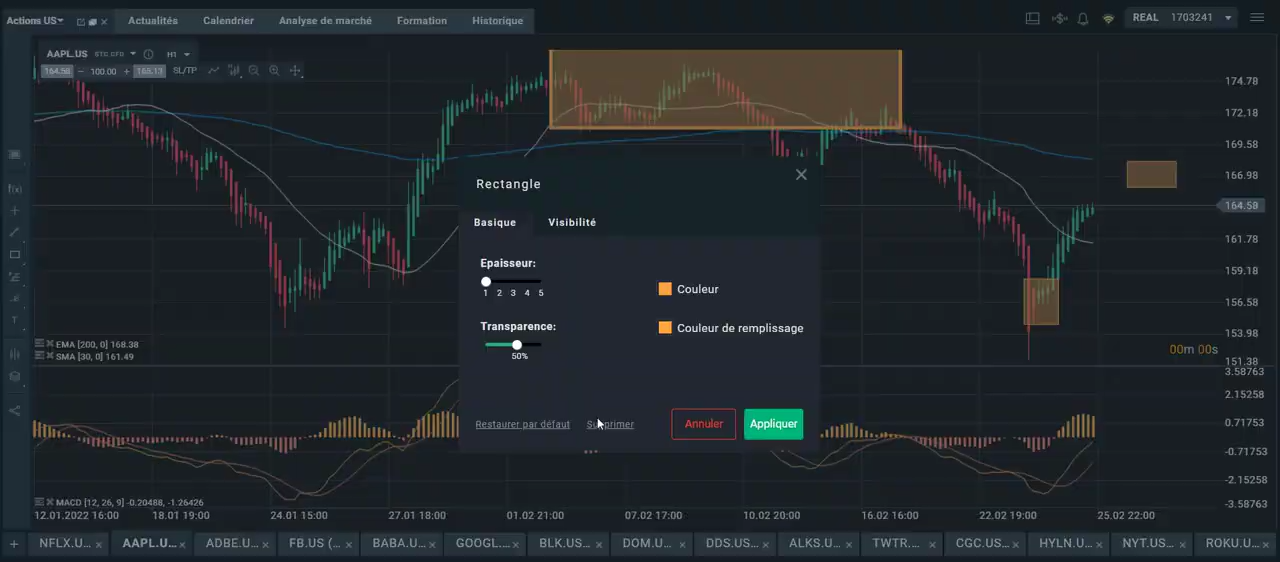 Actions US
Actualités
Calendrier
Analyse de marché
Formation
Historique
REAL 1703241
AAPL.US STC CFD H1
164.58 − 100.00 + 165.13 SL/TP
174.78
172.18
169.58
166.98
164.58
161.78
159.18
156.58
153.98
151.38
00m 00s
Rectangle
Basique
Visibilité
Epaisseur:
1 2 3 4 5
Couleur
Transparence:
50%
Couleur de remplissage
Restaurer par défaut
Supprimer
Annuler
Appliquer
EMA [200, 0] 168.38
SMA [30, 0] 161.49
3.58763
2.15258
0.71753
-0.71753
-2.15258
-3.58763
MACD [12, 26, 9] -0.20488, -1.26426
12.01.2022 16:00
18.01 19:00
24.01 15:00
27.01 18:00
01.02 21:00
07.02 17:00
10.02 20:00
16.02 16:00
22.02 19:00
25.02 22:00
NFLX.U...
AAPL.U...
ADBE.U...
FB.US (...
BABA.U...
GOOGL....
BLK.US...
DOM.U...
DDS.US...
ALKS.U...
TWTR....
CGC.US...
HYLN.U...
NYT.US...
ROKU.U...